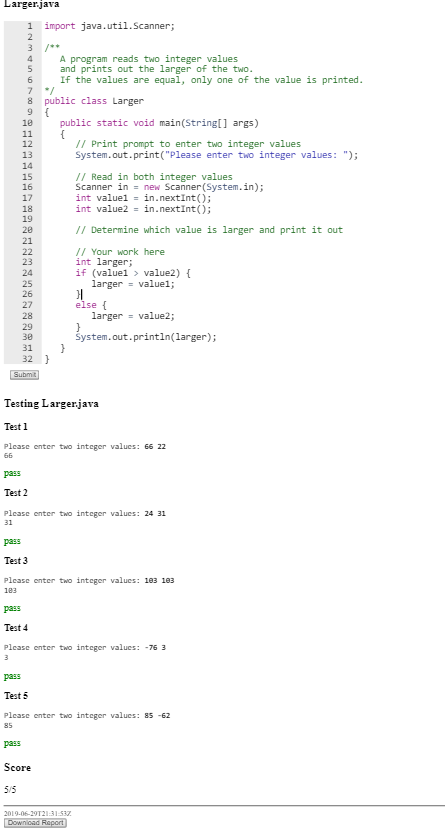 Larger.java
1 import java.util.Scanner;
2
3 /**
4 A program reads two integer values
5 and prints out the larger of the two.
6 If the values are equal, only one of the value is printed.
7 */
8 public class Larger
9 {
10 public static void main(String[] args)
11 {
12 // Print prompt to enter two integer values
13 System.out.print("Please enter two integer values: ");
14
15 // Read in both integer values
16 Scanner in = new Scanner(System.in);
17 int value1 = in.nextInt();
18 int value2 = in.nextInt();
19
20 // Determine which value is larger and print it out
21
22 // Your work here
23 int larger;
24 if (value1 > value2) {
25 larger = value1;
26 }
27 else {
28 larger = value2;
29 }
30 System.out.println(larger);
31 }
32 }
Submit
Testing Larger.java
Test 1
Please enter two integer values: 66 22
66
pass
Test 2
Please enter two integer values: 24 31
31
pass
Test 3
Please enter two integer values: 103 103
103
pass
Test 4
Please enter two integer values: -76 3
3
pass
Test 5
Please enter two integer values: 85 -62
85
pass
Score
5/5
2019-06-29T21:31:53Z
Download Report